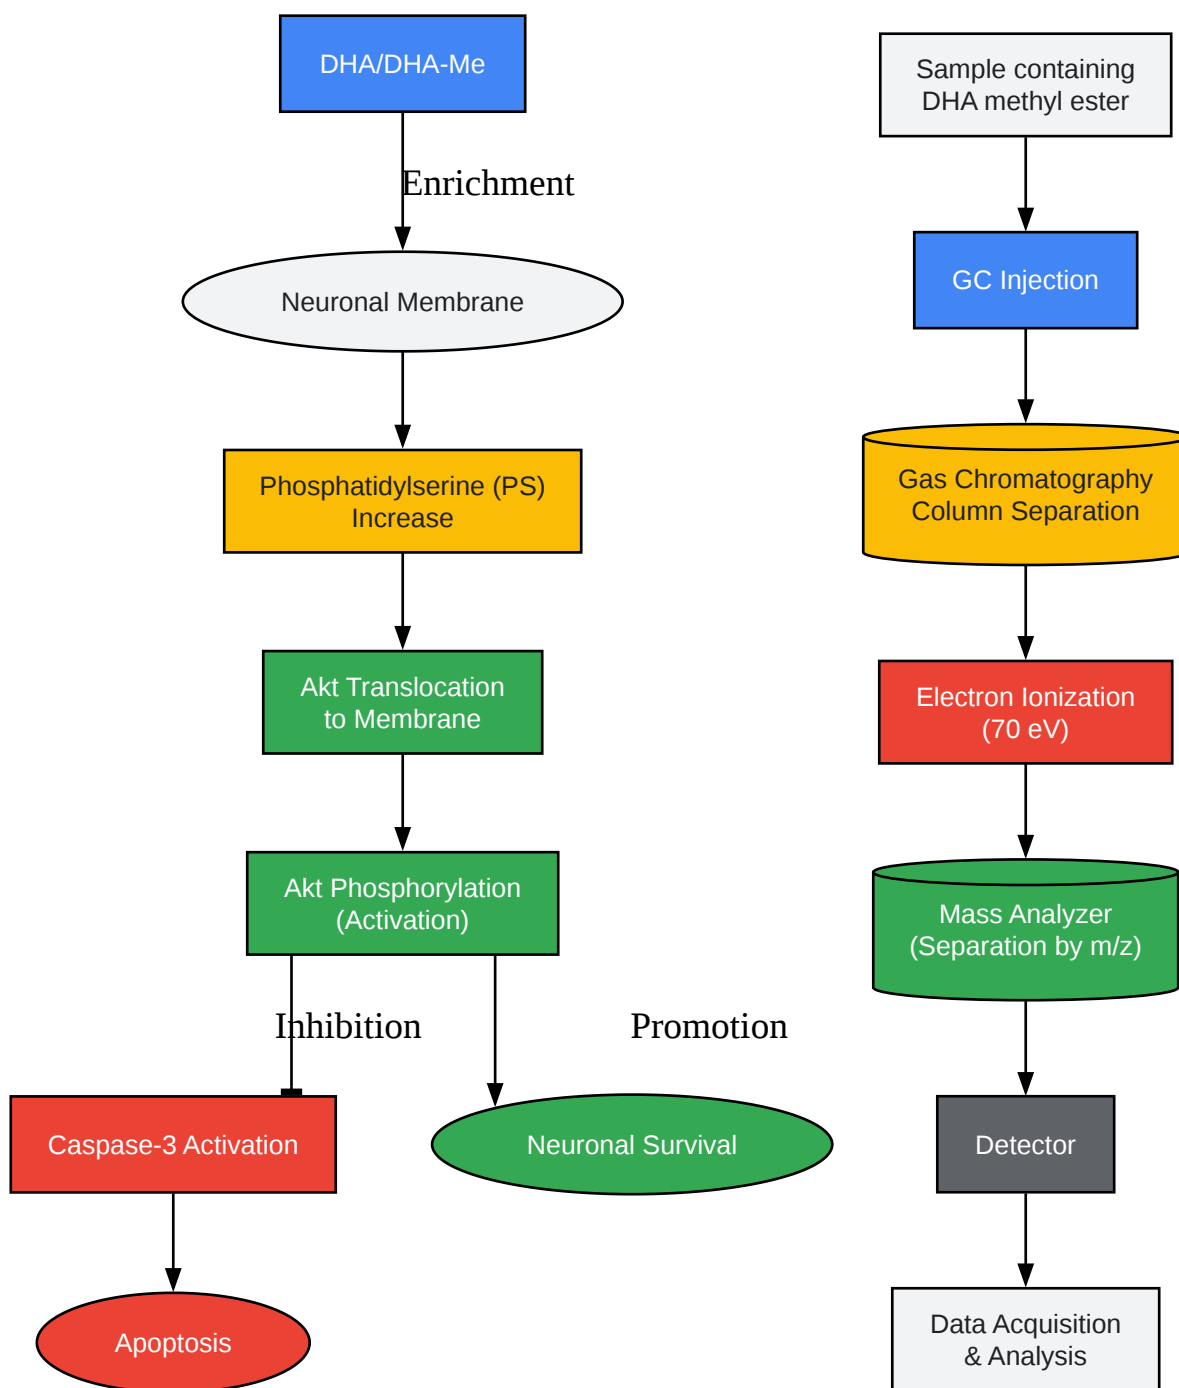 DHA/DHA-Me
Enrichment
Neuronal Membrane
Phosphatidylserine (PS)
Increase
Akt Translocation
to Membrane
Akt Phosphorylation
(Activation)
Inhibition
Promotion
Caspase-3 Activation
Neuronal Survival
Apoptosis
Sample containing
DHA methyl ester
GC Injection
Gas Chromatography
Column Separation
Electron Ionization
(70 eV)
Mass Analyzer
(Separation by m/z)
Detector
Data Acquisition
& Analysis